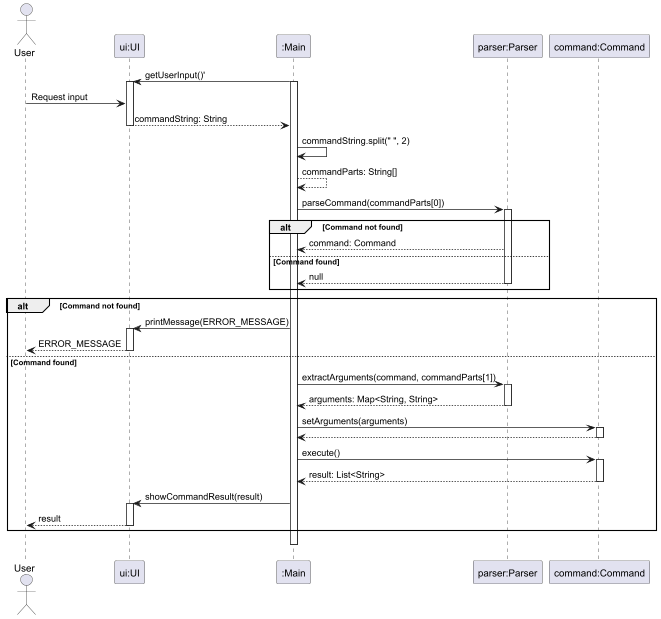 User
ui:UI
:Main
parser:Parser
command:Command
getUserInput()'
Request input
commandString: String
commandString.split(" ", 2)
commandParts: String[]
parseCommand(commandParts[0])
alt
[Command not found]
command: Command
[Command found]
null
alt
[Command not found]
printMessage(ERROR_MESSAGE)
ERROR_MESSAGE
[Command found]
extractArguments(command, commandParts[1])
arguments: Map<String, String>
setArguments(arguments)
execute()
result: List<String>
showCommandResult(result)
result
User
ui:UI
:Main
parser:Parser
command:Command